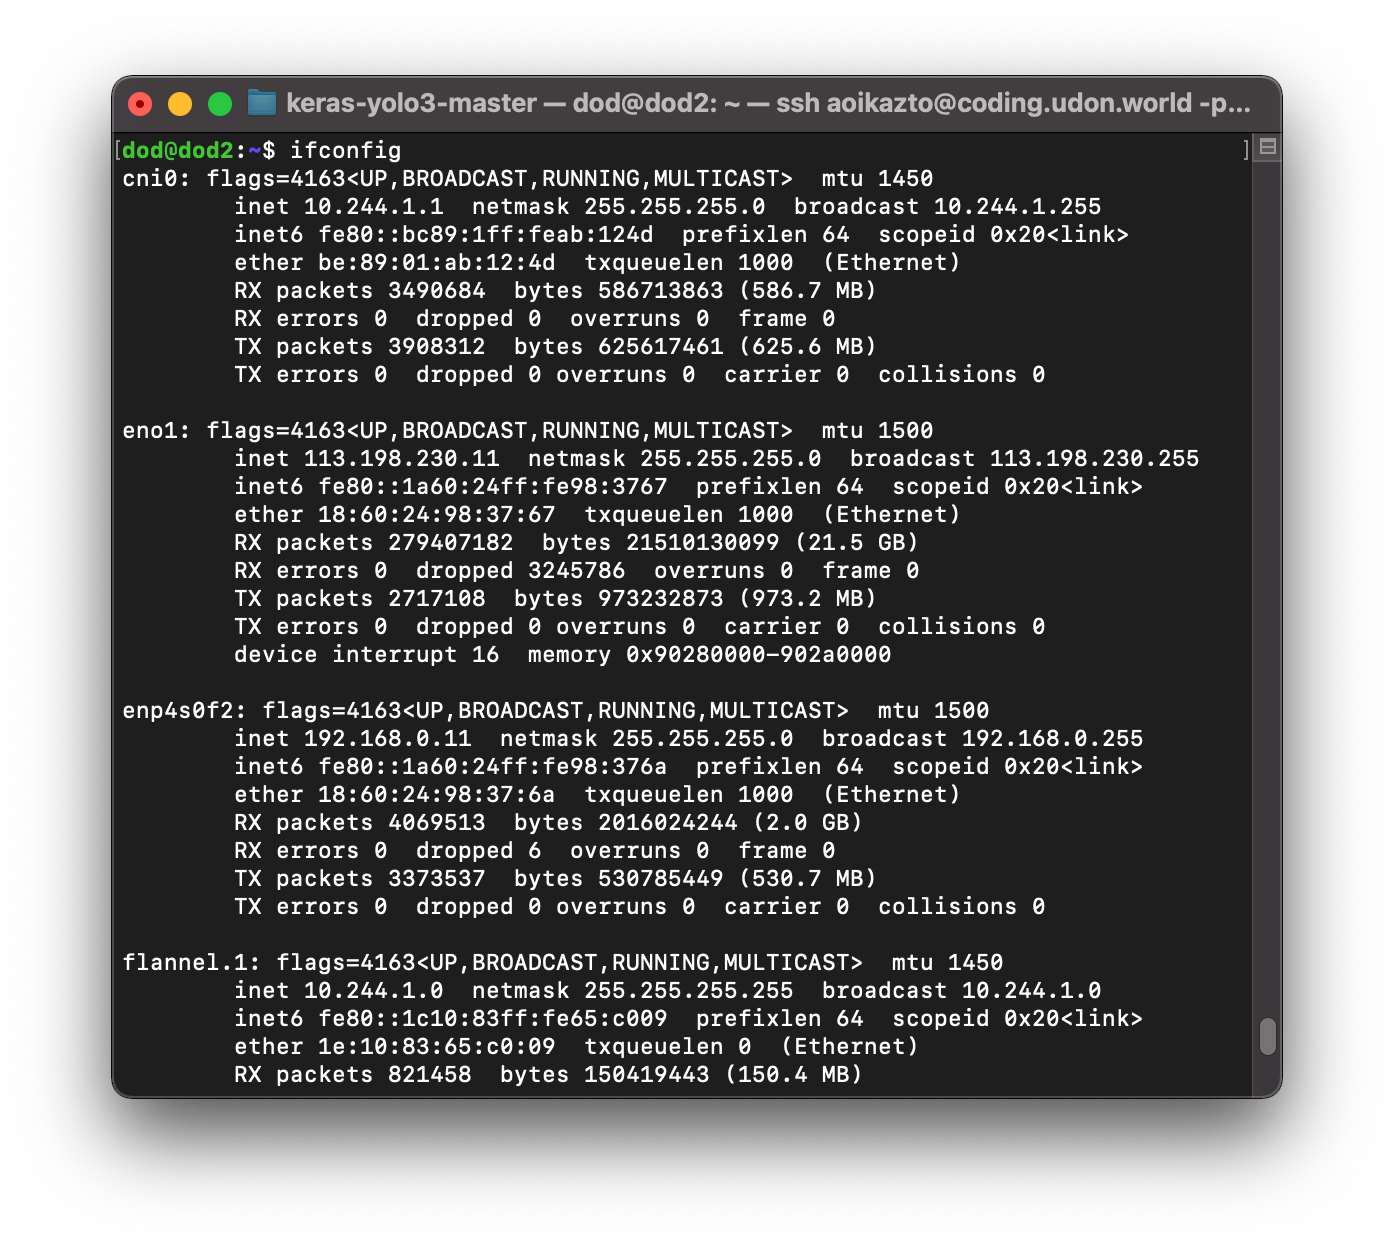 keras-yolo3-master — dod@dod2: ~ — ssh aoikazto@coding.udon.world -p...
[dod@dod2:~$ ifconfig ]
cni0: flags=4163<UP,BROADCAST,RUNNING,MULTICAST>  mtu 1450
        inet 10.244.1.1  netmask 255.255.255.0  broadcast 10.244.1.255
        inet6 fe80::bc89:1ff:feab:124d  prefixlen 64  scopeid 0x20<link>
        ether be:89:01:ab:12:4d  txqueuelen 1000  (Ethernet)
        RX packets 3490684  bytes 586713863 (586.7 MB)
        RX errors 0  dropped 0  overruns 0  frame 0
        TX packets 3908312  bytes 625617461 (625.6 MB)
        TX errors 0  dropped 0 overruns 0  carrier 0  collisions 0

eno1: flags=4163<UP,BROADCAST,RUNNING,MULTICAST>  mtu 1500
        inet 113.198.230.11  netmask 255.255.255.0  broadcast 113.198.230.255
        inet6 fe80::1a60:24ff:fe98:3767  prefixlen 64  scopeid 0x20<link>
        ether 18:60:24:98:37:67  txqueuelen 1000  (Ethernet)
        RX packets 279407182  bytes 21510130099 (21.5 GB)
        RX errors 0  dropped 3245786  overruns 0  frame 0
        TX packets 2717108  bytes 973232873 (973.2 MB)
        TX errors 0  dropped 0 overruns 0  carrier 0  collisions 0
        device interrupt 16  memory 0x90280000-902a0000

enp4s0f2: flags=4163<UP,BROADCAST,RUNNING,MULTICAST>  mtu 1500
        inet 192.168.0.11  netmask 255.255.255.0  broadcast 192.168.0.255
        inet6 fe80::1a60:24ff:fe98:376a  prefixlen 64  scopeid 0x20<link>
        ether 18:60:24:98:37:6a  txqueuelen 1000  (Ethernet)
        RX packets 4069513  bytes 2016024244 (2.0 GB)
        RX errors 0  dropped 6  overruns 0  frame 0
        TX packets 3373537  bytes 530785449 (530.7 MB)
        TX errors 0  dropped 0 overruns 0  carrier 0  collisions 0

flannel.1: flags=4163<UP,BROADCAST,RUNNING,MULTICAST>  mtu 1450
        inet 10.244.1.0  netmask 255.255.255.255  broadcast 10.244.1.0
        inet6 fe80::1c10:83ff:fe65:c009  prefixlen 64  scopeid 0x20<link>
        ether 1e:10:83:65:c0:09  txqueuelen 0  (Ethernet)
        RX packets 821458  bytes 150419443 (150.4 MB)